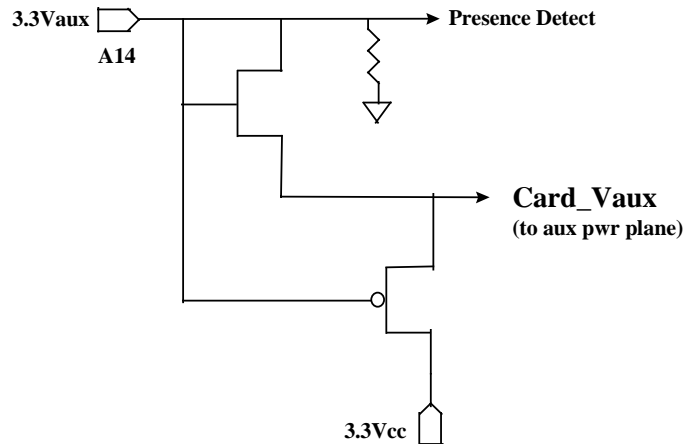 3.3Vaux
A14
Presence Detect
Card_Vaux
(to aux pwr plane)
3.3Vcc